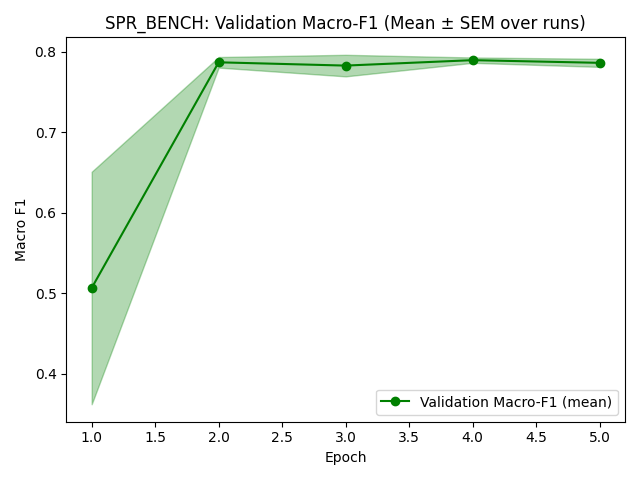 SPR_BENCH: Validation Macro-F1 (Mean ± SEM over runs)
Macro F1
0.8
0.7
0.6
0.5
0.4
Validation Macro-F1 (mean)
1.0 1.5 2.0 2.5 3.0 3.5 4.0 4.5 5.0
Epoch